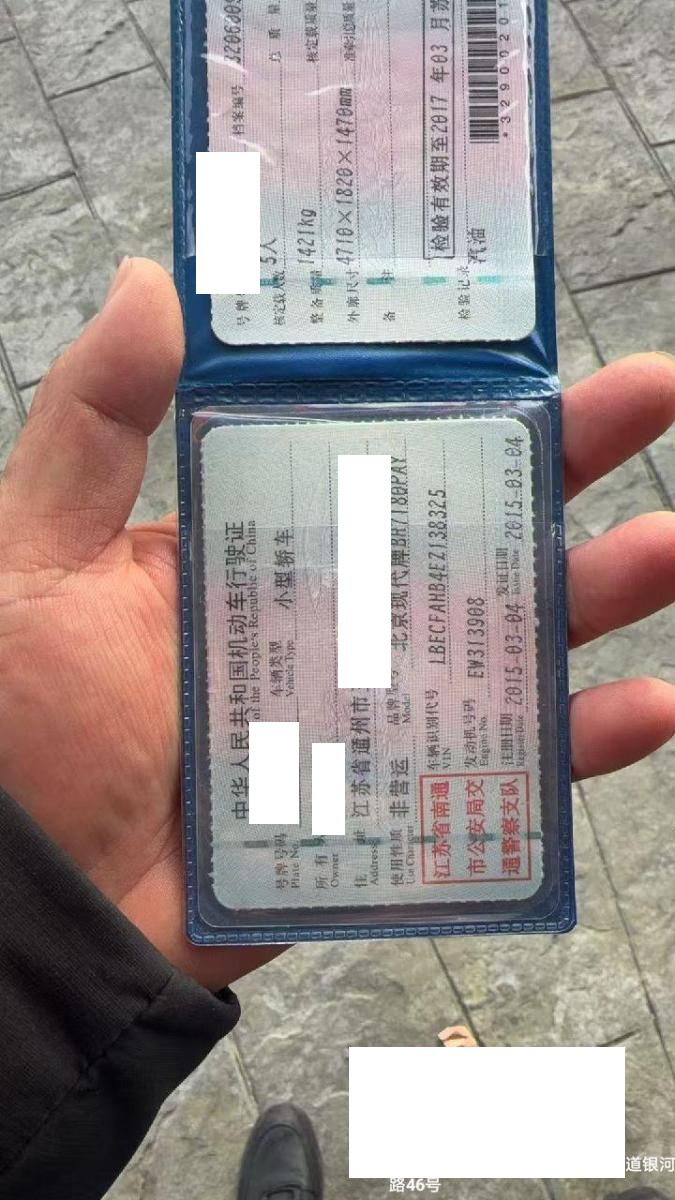 中华人民共和国机动车行驶证
of the People's Republic of China
号牌号码
Plate No.
车辆类型 小型轿车
Vehicle Type
所有
Owner
住 址 江苏省通州市
Address
使用性质 非营运
Use Character
品牌型号 北京现代牌BH7180PAY
Model
车辆识别代号 LBECFAHB4EZ138325
VIN
发动机号码 EW313908
Engine No.
注册日期 2015-03-04
Register Date
发证日期 2015-03-04
Issue Date
江苏省南通
市公安局交
通警察支队
号牌
档案编号
核定载人数 5人
总质量
整备质量 1421kg
核定载质量
外廓尺寸 4710×1820×1470mm
准牵引总质量
备 注
检验有效期至2017 年03 月苏
检验记录
汽油
道银河
路46号